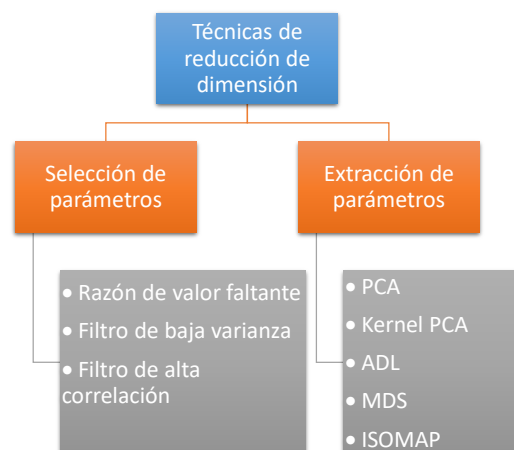 Técnicas de
reducción de
dimensión
Selección de
parámetros
Extracción de
parámetros
• Razón de valor faltante
• Filtro de baja varianza
• Filtro de alta
correlación
• PCA
• Kernel PCA
• ADL
• MDS
• ISOMAP